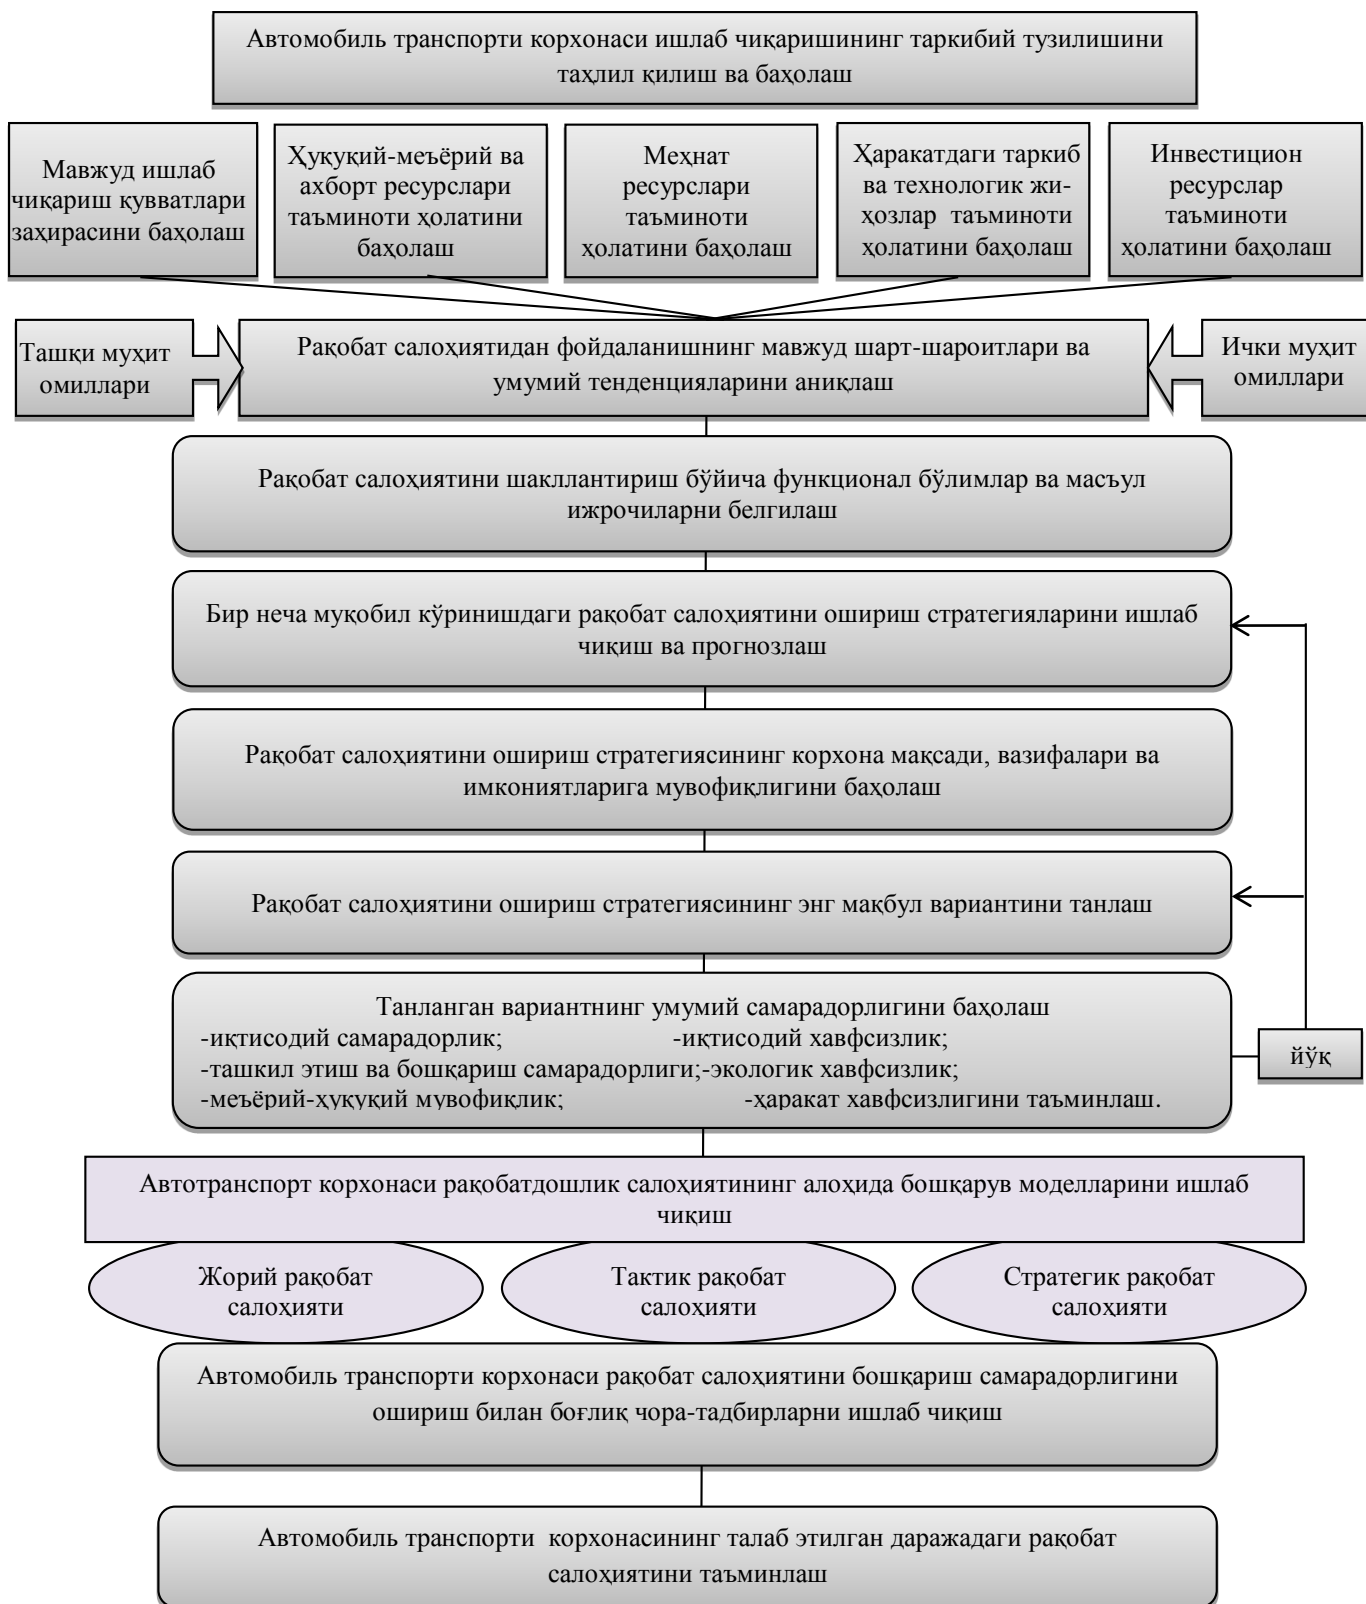 Автомобиль транспорти корхонаси ишлаб чиқаришининг таркибий тузилишини
таҳлил қилиш ва баҳолаш
Мавжуд ишлаб
чиқариш қувватлари
заҳирасини баҳолаш
Ҳуқуқий-меъёрий ва
ахборт ресурслари
таъминоти ҳолатини
баҳолаш
Меҳнат
ресурслари
таъминоти
ҳолатини баҳолаш
Ҳаракатдаги таркиб
ва технологик жи-
ҳозлар таъминоти
ҳолатини баҳолаш
Инвестицион
ресурслар
таъминоти
ҳолатини баҳолаш
Ташқи муҳит
омиллари
Рақобат салоҳиятидан фойдаланишнинг мавжуд шарт-шароитлари ва
умумий тенденцияларини аниқлаш
Ички муҳит
омиллари
Рақобат салоҳиятини шакллантириш бўйича функционал бўлимлар ва масъул
ижрочиларни белгилаш
Бир неча муқобил кўринишдаги рақобат салоҳиятини ошириш стратегияларини ишлаб
чиқиш ва прогнозлаш
Рақобат салоҳиятини ошириш стратегиясининг корхона мақсади, вазифалари ва
имкониятларига мувофиқлигини баҳолаш
Рақобат салоҳиятини ошириш стратегиясининг энг мақбул вариантини танлаш
Танланган вариантнинг умумий самарадорлигини баҳолаш
-иқтисодий самарадорлик; -иқтисодий хавфсизлик;
-ташкил этиш ва бошқариш самарадорлиги;-экологик хавфсизлик;
-меъёрий-ҳуқуқий мувофиқлик; -ҳаракат хавфсизлигини таъминлаш.
йўқ
Автотранспорт корхонаси рақобатдошлик салоҳиятининг алоҳида бошқарув моделларини ишлаб
чиқиш
Жорий рақобат
салоҳияти
Тактик рақобат
салоҳияти
Стратегик рақобат
салоҳияти
Автомобиль транспорти корхонаси рақобат салоҳиятини бошқариш самарадорлигини
ошириш билан боғлиқ чора-тадбирларни ишлаб чиқиш
Автомобиль транспорти корхонасининг талаб этилган даражадаги рақобат
салоҳиятини таъминлаш